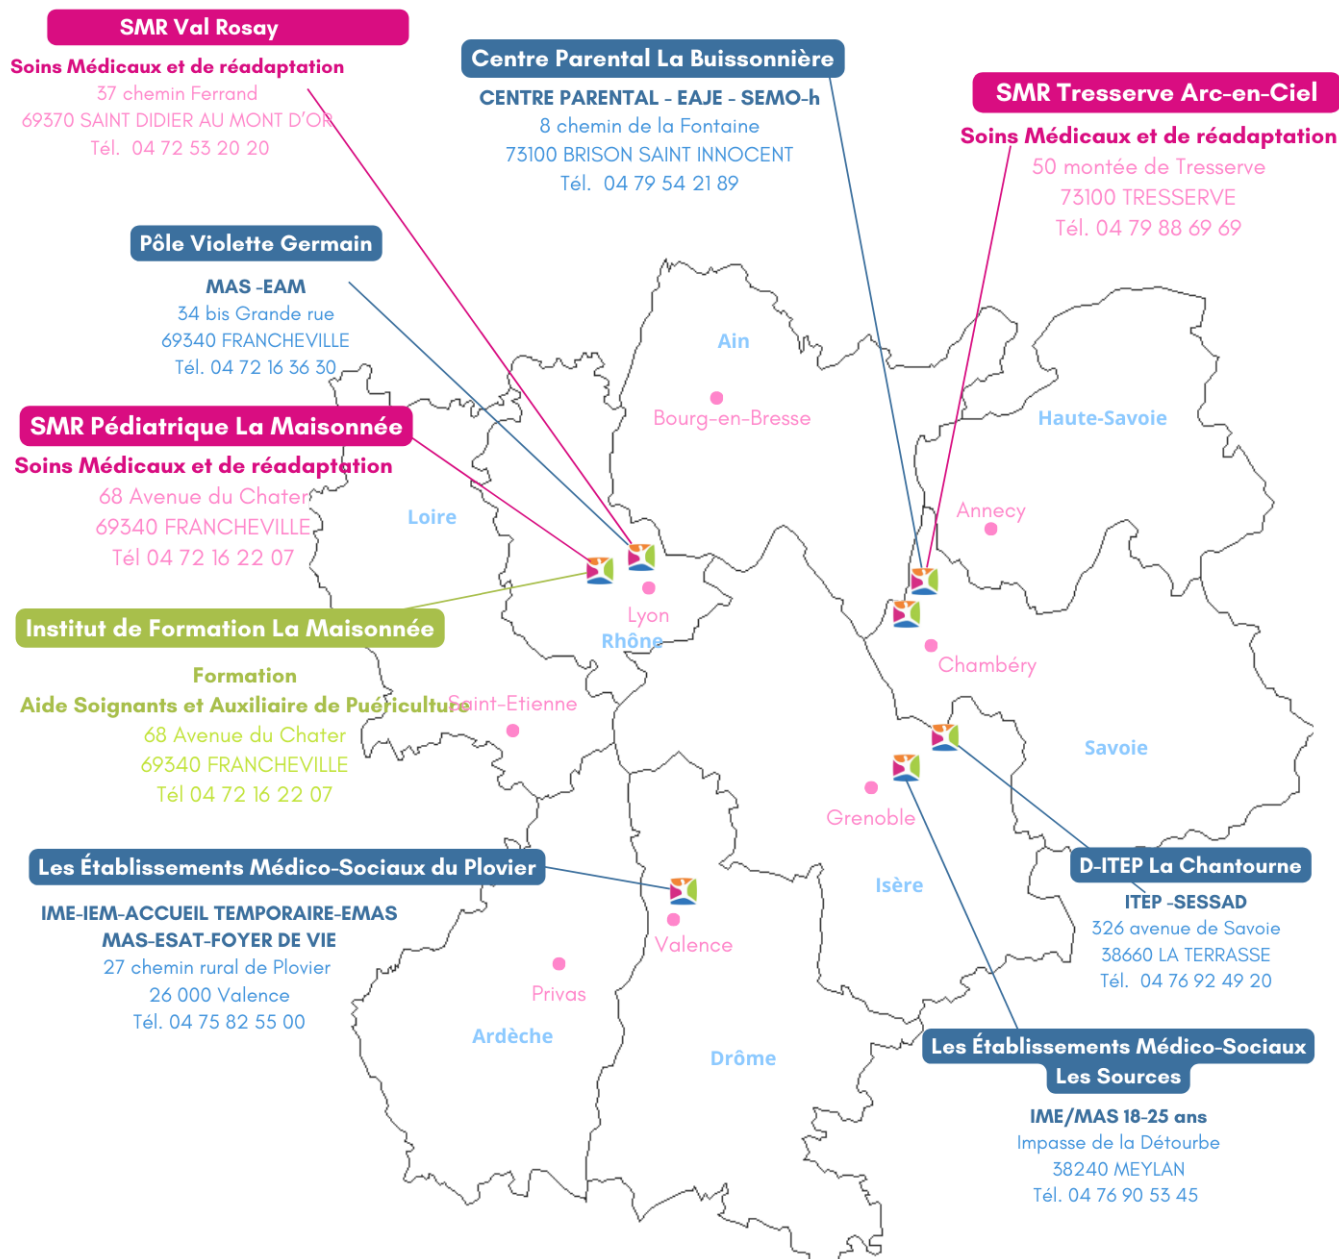 SMR Val Rosay
Soins Médicaux et de réadaptation
37 chemin Ferrand
69370 SAINT DIDIER AU MONT D'OR
Tél.  04 72 53 20 20
Centre Parental La Buissonnière
CENTRE PARENTAL - EAJE - SEMO-h
8 chemin de la Fontaine
73100 BRISON SAINT INNOCENT
Tél.  04 79 54 21 89
SMR Tresserve Arc-en-Ciel
Soins Médicaux et de réadaptation
50 montée de Tresserve
73100 TRESSERVE
Tél. 04 79 88 69 69
Pôle Violette Germain
MAS -EAM
34 bis Grande rue
69340 FRANCHEVILLE
Tél. 04 72 16 36 30
SMR Pédiatrique La Maisonnée
Soins Médicaux et de réadaptation
68 Avenue du Chater
69340 FRANCHEVILLE
Tél 04 72 16 22 07
Institut de Formation La Maisonnée
Formation
Aide Soignants et Auxiliaire de Puériculture
68 Avenue du Chater
69340 FRANCHEVILLE
Tél 04 72 16 22 07
Les Établissements Médico-Sociaux du Plovier
IME-IEM-ACCUEIL TEMPORAIRE-EMAS
MAS-ESAT-FOYER DE VIE
27 chemin rural de Plovier
26 000 Valence
Tél. 04 75 82 55 00
D-ITEP La Chantourne
ITEP -SESSAD
326 avenue de Savoie
38660 LA TERRASSE
Tél.  04 76 92 49 20
Les Établissements Médico-Sociaux
Les Sources
IME/MAS 18-25 ans
Impasse de la Détourbe
38240 MEYLAN
Tél. 04 76 90 53 45
Ain
Bourg-en-Bresse
Haute-Savoie
Annecy
Loire
Lyon
Rhône
Chambéry
Saint-Etienne
Savoie
Grenoble
Isère
Valence
Privas
Ardèche
Drôme